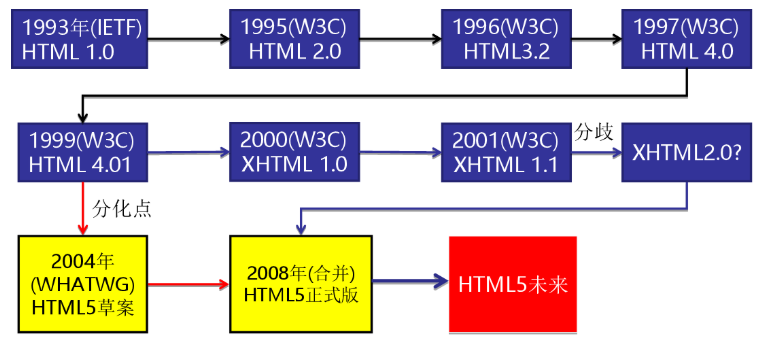 1993年(IETF)
HTML 1.0
1995(W3C)
HTML 2.0
1996(W3C)
HTML3.2
1997(W3C)
HTML 4.0
1999(W3C)
HTML 4.01
2000(W3C)
XHTML 1.0
2001(W3C)
XHTML 1.1
分歧
XHTML2.0?
分化点
2004年
(WHATWG)
HTML5草案
2008年(合并)
HTML5正式版
HTML5未来